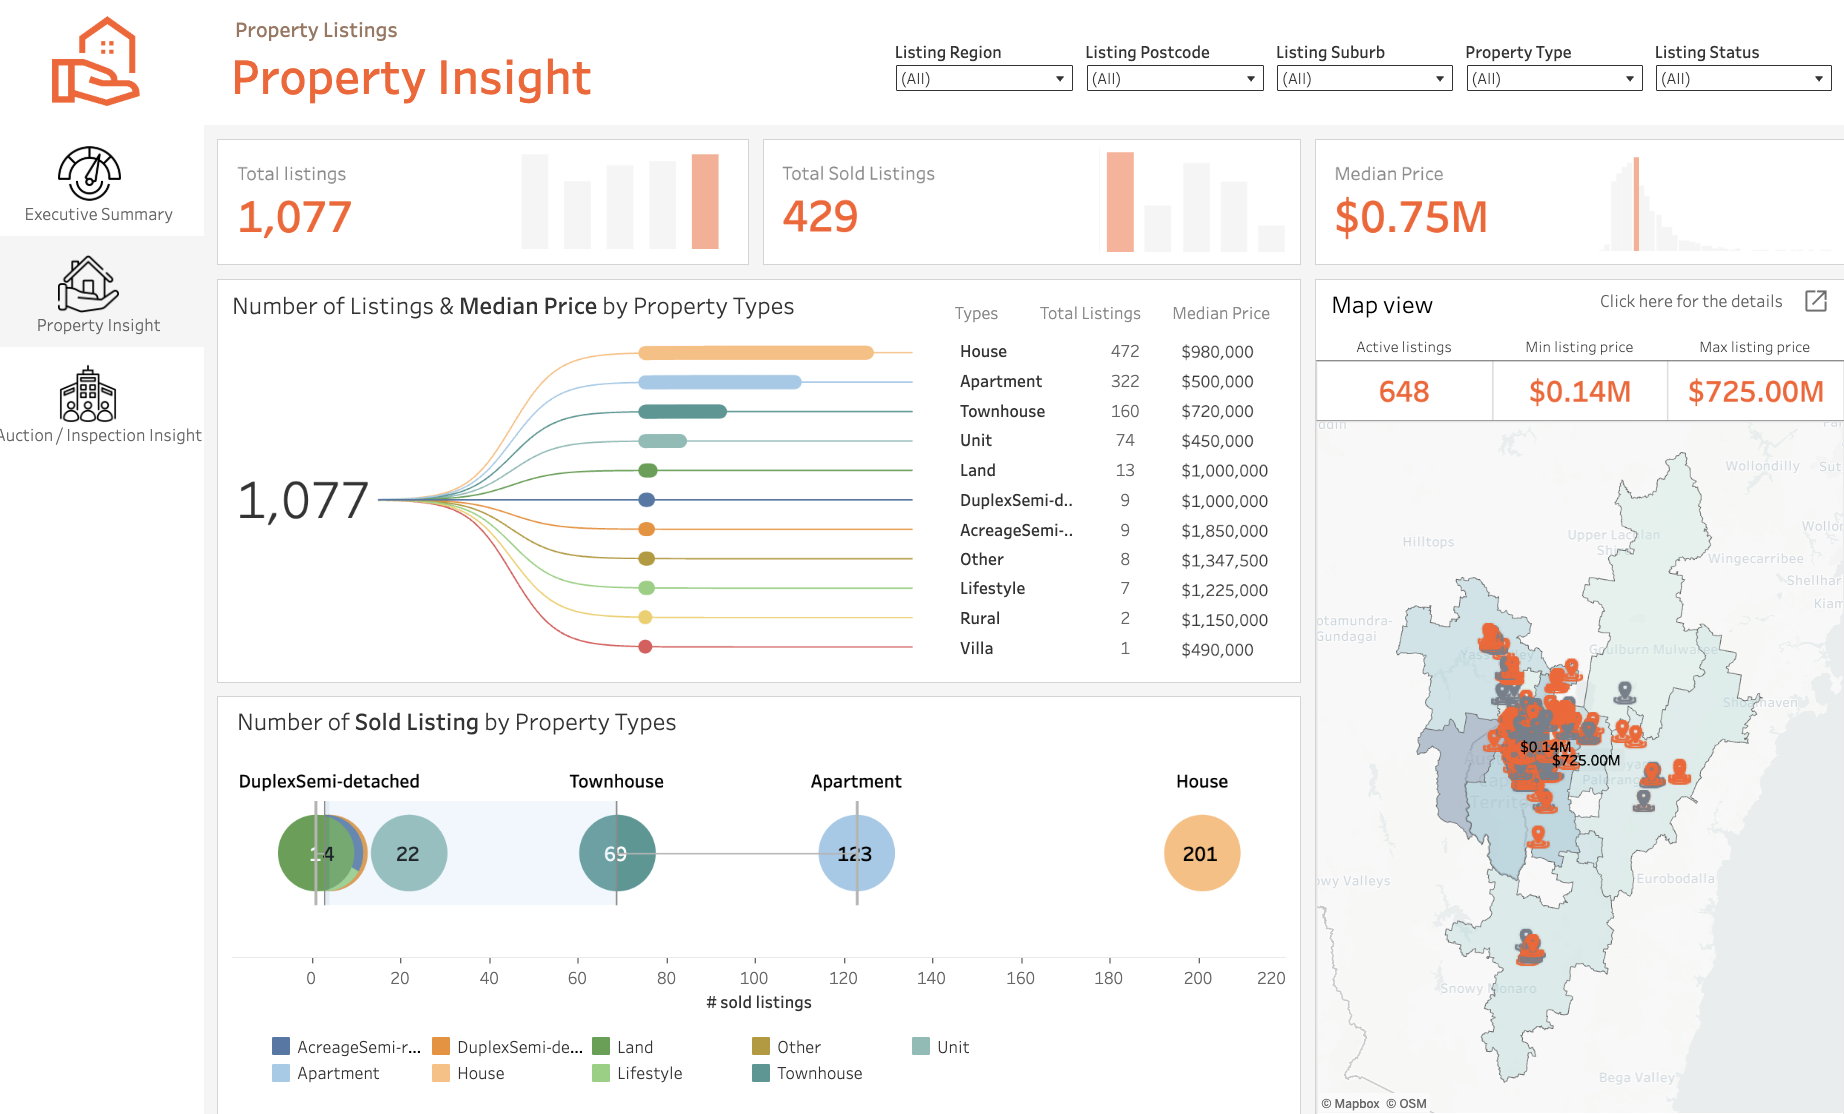 Property Listings
Property Insight
Listing Region
Listing Postcode
Listing Suburb
Property Type
Listing Status
(All)
(All)
(All)
(All)
(All)
Executive Summary
Property Insight
Auction / Inspection Insight
Total listings
1,077
Total Sold Listings
429
Median Price
$0.75M
Number of Listings & Median Price by Property Types
Types Total Listings Median Price
House 472 $980,000
Apartment 322 $500,000
Townhouse 160 $720,000
Unit 74 $450,000
Land 13 $1,000,000
DuplexSemi-d.. 9 $1,000,000
AcreageSemi-.. 9 $1,850,000
Other 8 $1,347,500
Lifestyle 7 $1,225,000
Rural 2 $1,150,000
Villa 1 $490,000
1,077
Number of Sold Listing by Property Types
DuplexSemi-detached
Townhouse
Apartment
House
14
22
69
123
201
0 20 40 60 80 100 120 140 160 180 200 220
# sold listings
AcreageSemi-r... DuplexSemi-de... Land Other Unit
Apartment House Lifestyle Townhouse
Map view
Click here for the details
Active listings Min listing price Max listing price
648 $0.14M $725.00M
Wollondilly
Sut
Hilltops
Upper Lachlan
Wollon
Wingecarribee
Shellhar
Kiam
otamundra-
Gundagai
Goulburn Mulwaree
Shoalhaven
$0.14M
$725.00M
Palerang
Territ
owy Valleys
Eurobodalla
Snowy Monaro
Bega Valley
© Mapbox © OSM